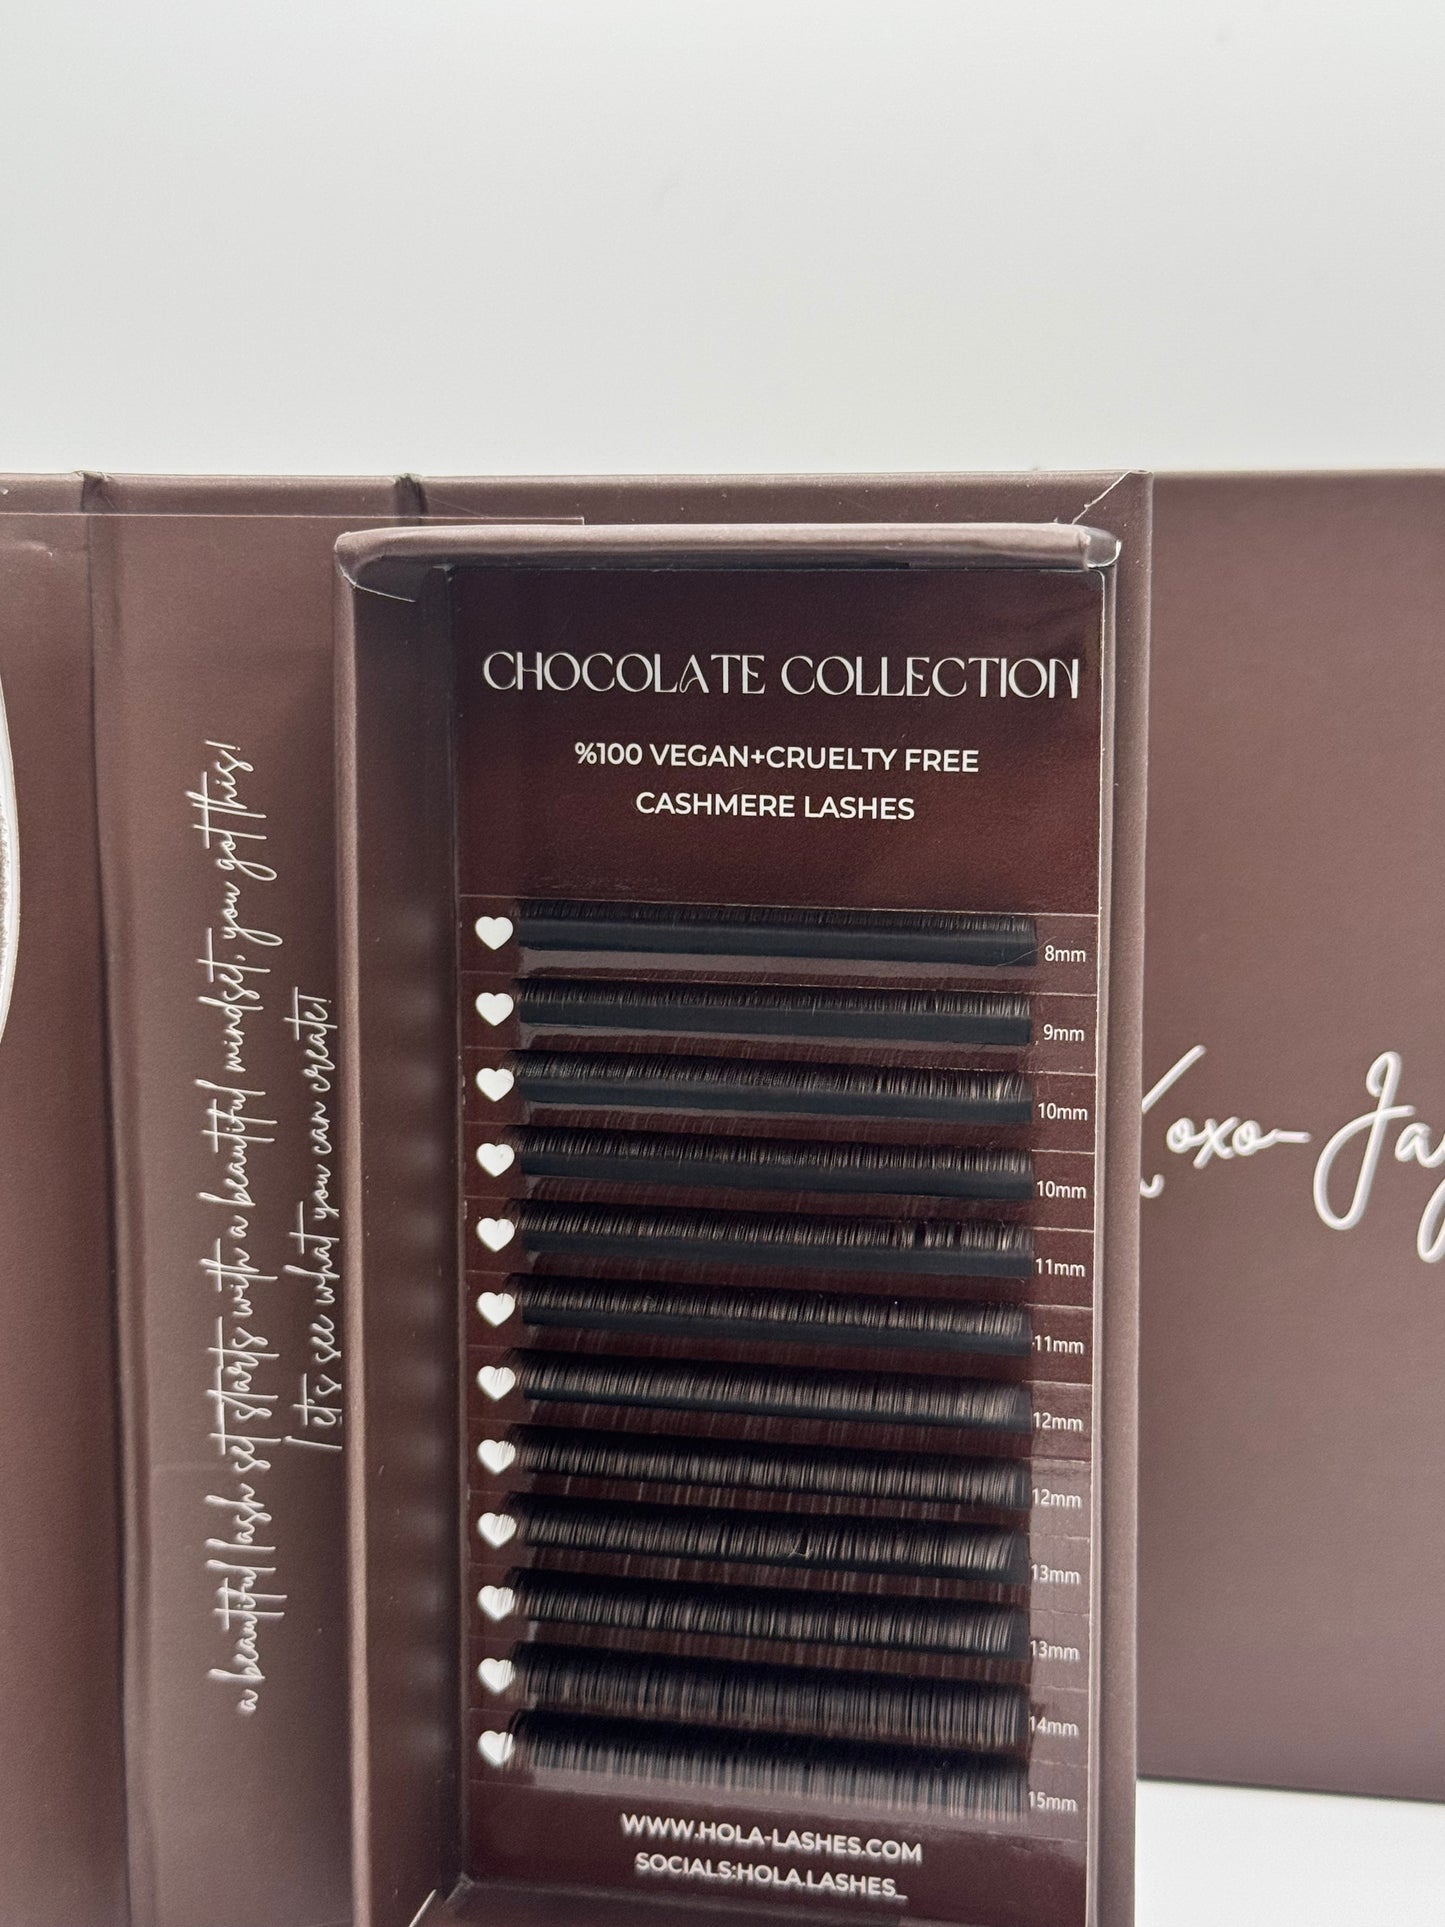 CHOCOLATE COLLECTION
%100 VEGAN+CRUELTY FREE
CASHMERE LASHES
8mm
9mm
10mm
10mm
11mm
11mm
12mm
12mm
13mm
13mm
14mm
15mm
WWW.HOLA-LASHES.COM
SOCIALS:HOLA.LASHES_
a beautiful lash set starts with a beautiful mindset, you got this!
Let's see what you can create!
Xoxo-